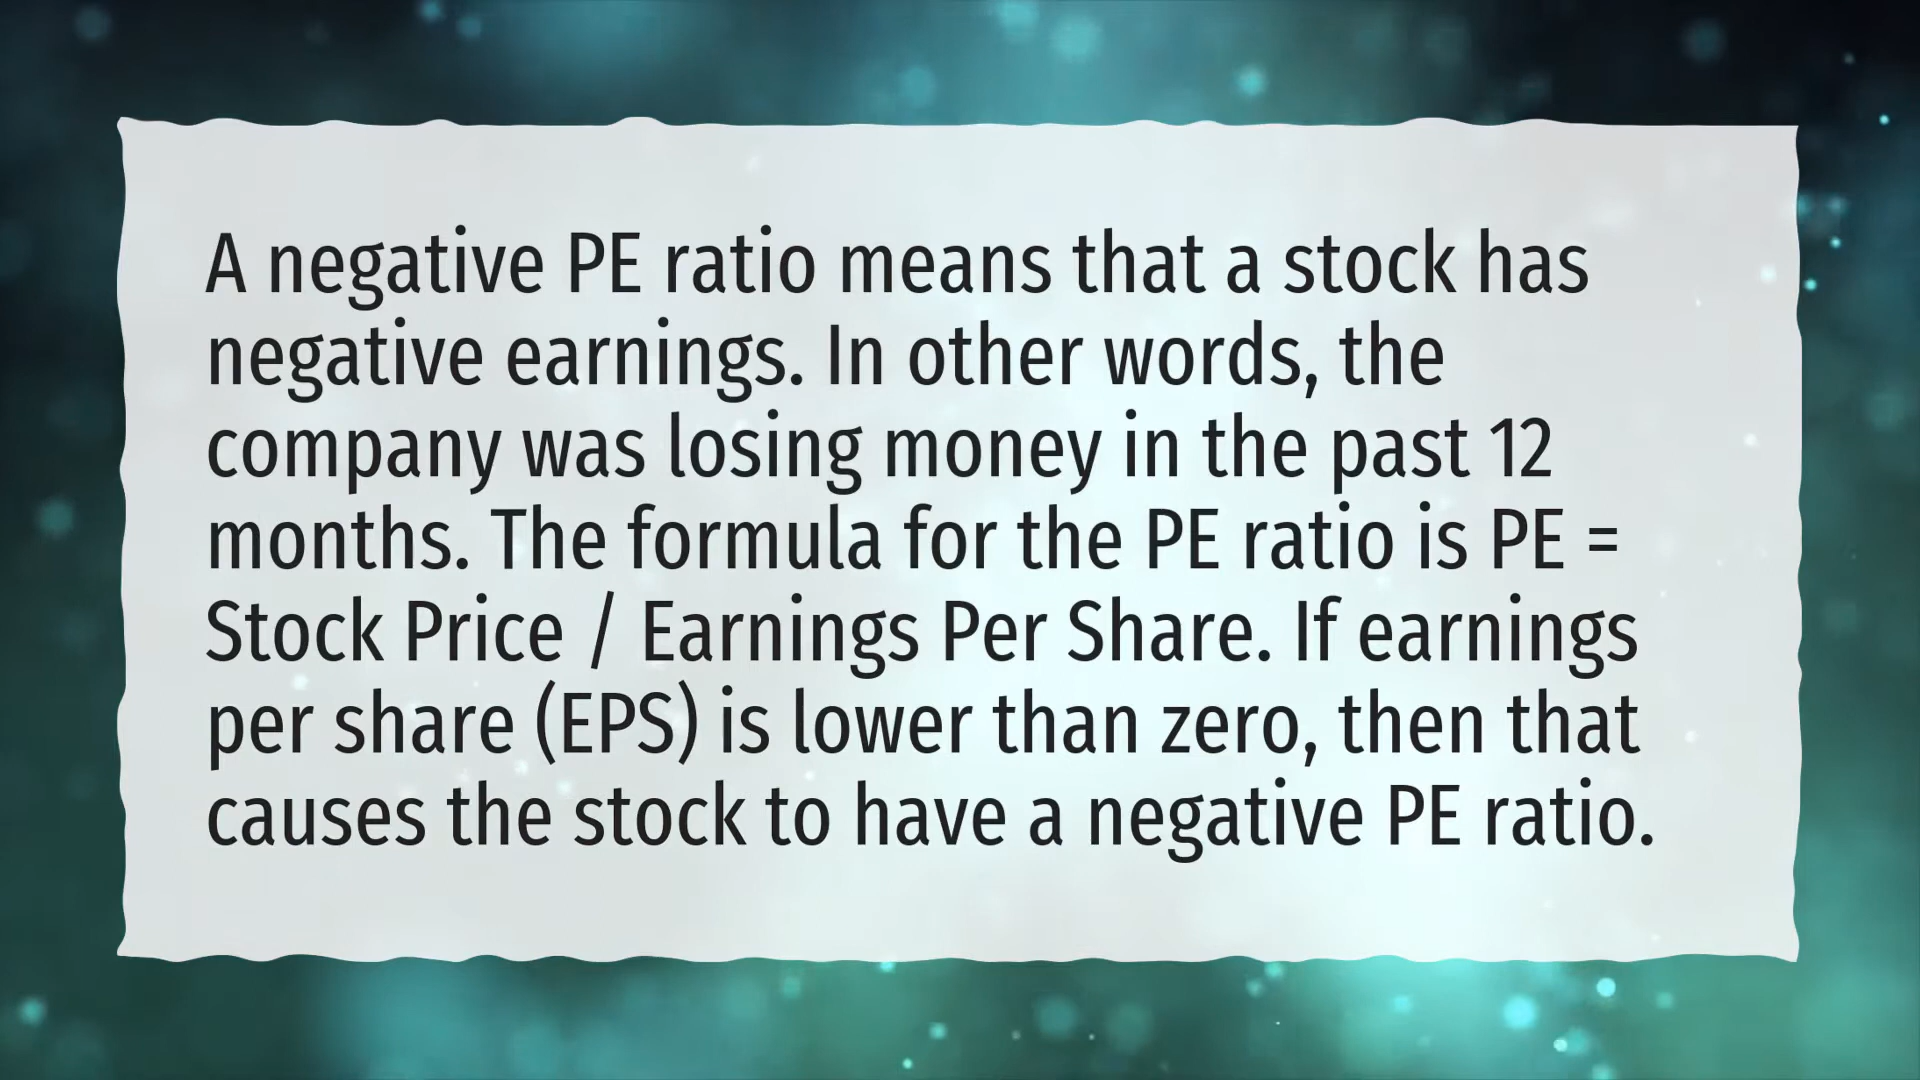 A negative PE ratio means that a stock has
negative earnings. In other words, the
company was losing money in the past 12
months. The formula for the PE ratio is PE =
Stock Price / Earnings Per Share. If earnings
per share (EPS) is lower than zero, then that
causes the stock to have a negative PE ratio.